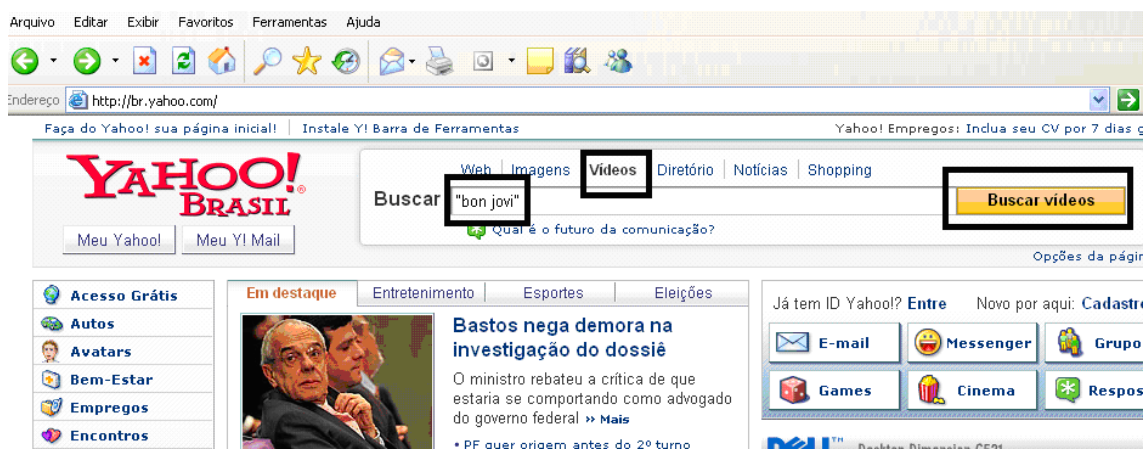 Arquivo Editar Exibir Favoritos Ferramentas Ajuda
Endereço http://br.yahoo.com/
Faça do Yahoo! sua página inicial! Instale Y! Barra de Ferramentas Yahoo! Empregos: Inclua seu CV por 7 dias
YAHOO! BRASIL
Web Imagens Vídeos Diretório Notícias Shopping
Buscar "bon jovi" Buscar vídeos
Qual é o futuro da comunicação?
Meu Yahoo! Meu Y! Mail
Opções da págin
Acesso Grátis
Autos
Avatars
Bem-Estar
Empregos
Encontros
Em destaque Entretenimento Esportes Eleições
Bastos nega demora na
investigação do dossiê
O ministro rebateu a crítica de que
estaria se comportando como advogado
do governo federal » Mais
• PF quer origem antes do 2º turno
Já tem ID Yahoo!? Entre Novo por aqui: Cadastre
E-mail Messenger Grupo
Games Cinema Respos
DELL™ Desktop Dimension C521